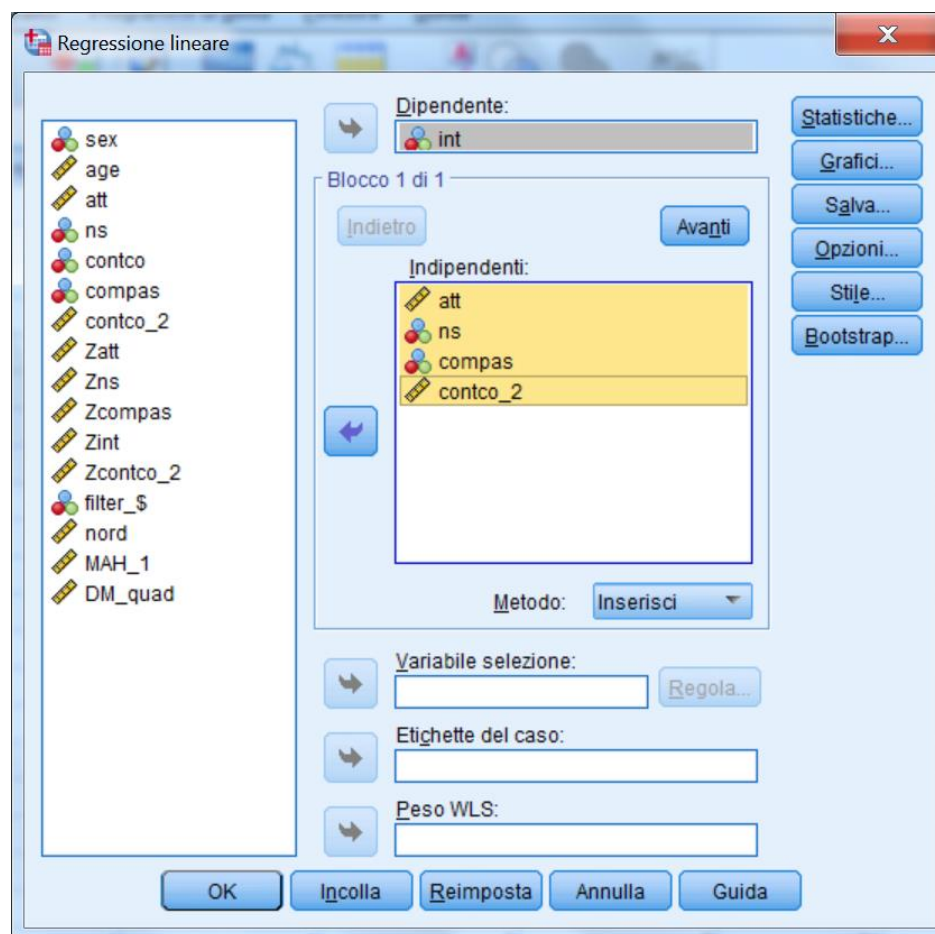 Regressione lineare
sex
age
att
ns
contco
compas
contco_2
Zatt
Zns
Zcompas
Zint
Zcontco_2
filter_$
nord
MAH_1
DM_quad
Dipendente:
int
Blocco 1 di 1
Indietro
Avanti
Indipendenti:
att
ns
compas
contco_2
Metodo: Inserisci
Variabile selezione:
Regola...
Etichette del caso:
Peso WLS:
Statistiche...
Grafici...
Salva...
Opzioni...
Stile...
Bootstrap...
OK Incolla Reimposta Annulla Guida